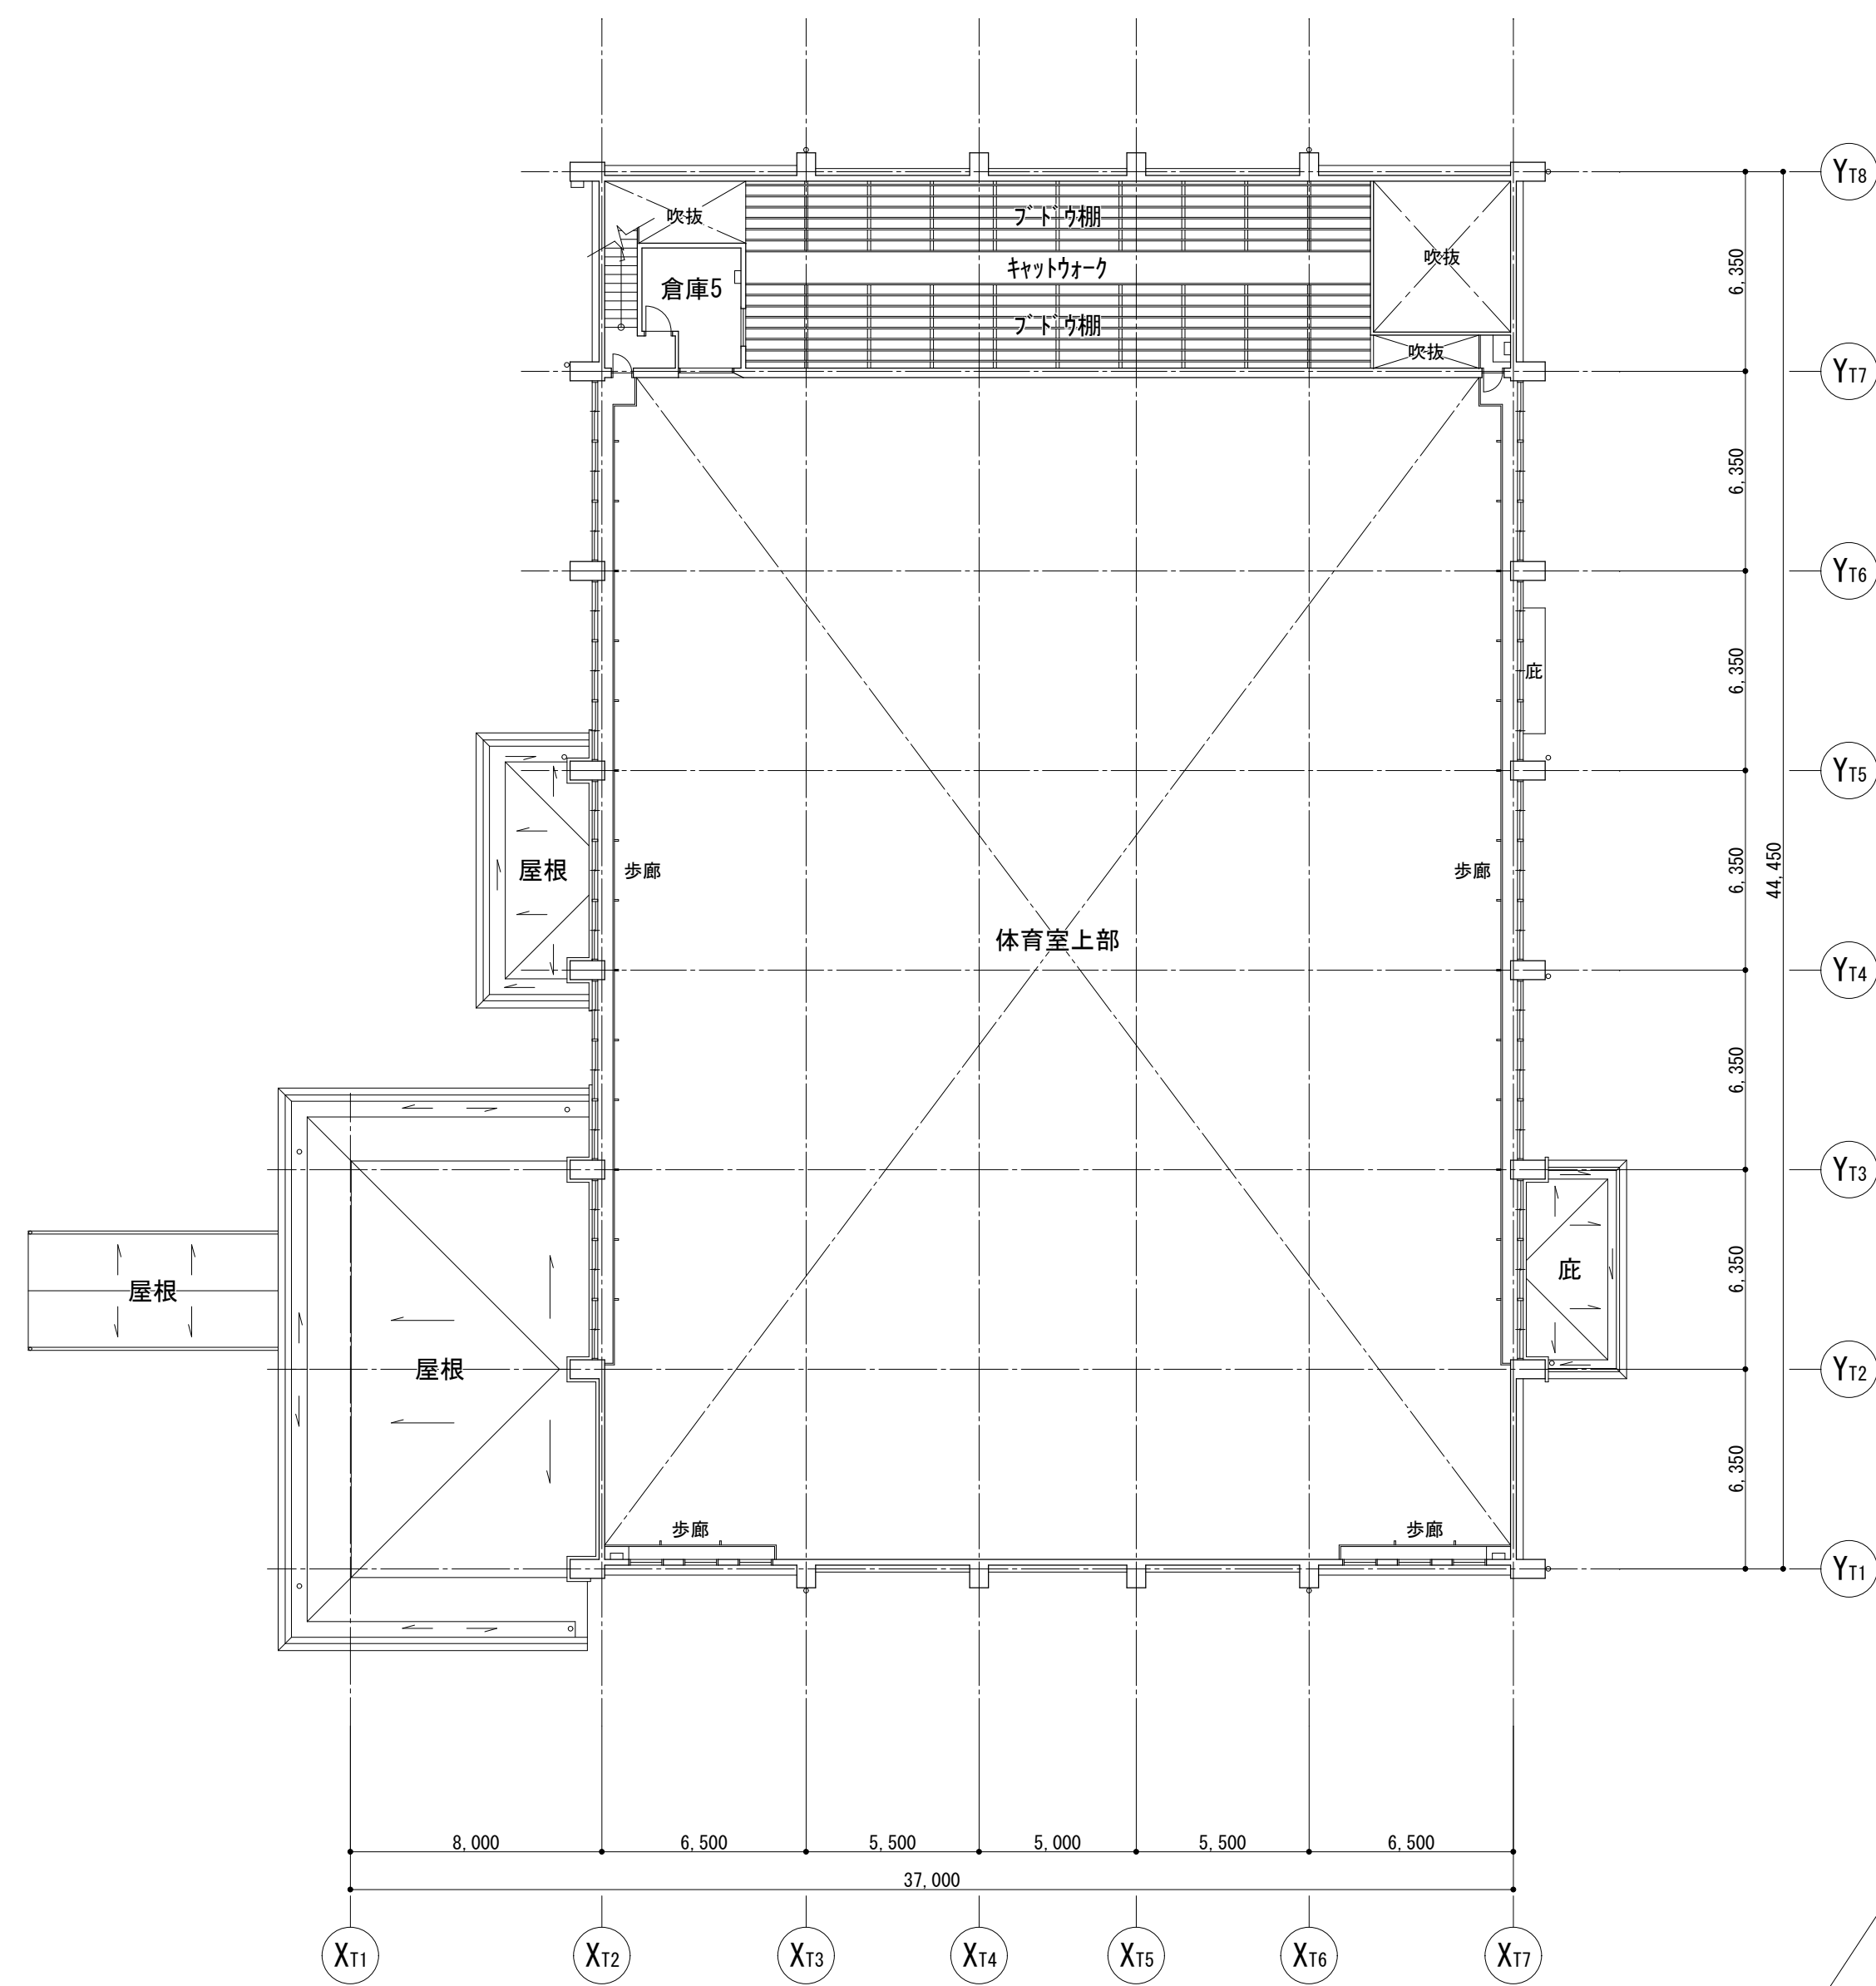 吹抜
ブドウ棚
YT8
キャットウォーク
吹抜
6,350
倉庫5
ブドウ棚
吹抜
YT7
6,350
YT6
庇
6,350
YT5
屋根
歩廊
歩廊
6,350
44,450
体育室上部
YT4
6,350
YT3
屋根
庇
6,350
屋根
YT2
6,350
歩廊
歩廊
YT1
8,000
6,500
5,500
5,000
5,500
6,500
37,000
XT1
XT2
XT3
XT4
XT5
XT6
XT7